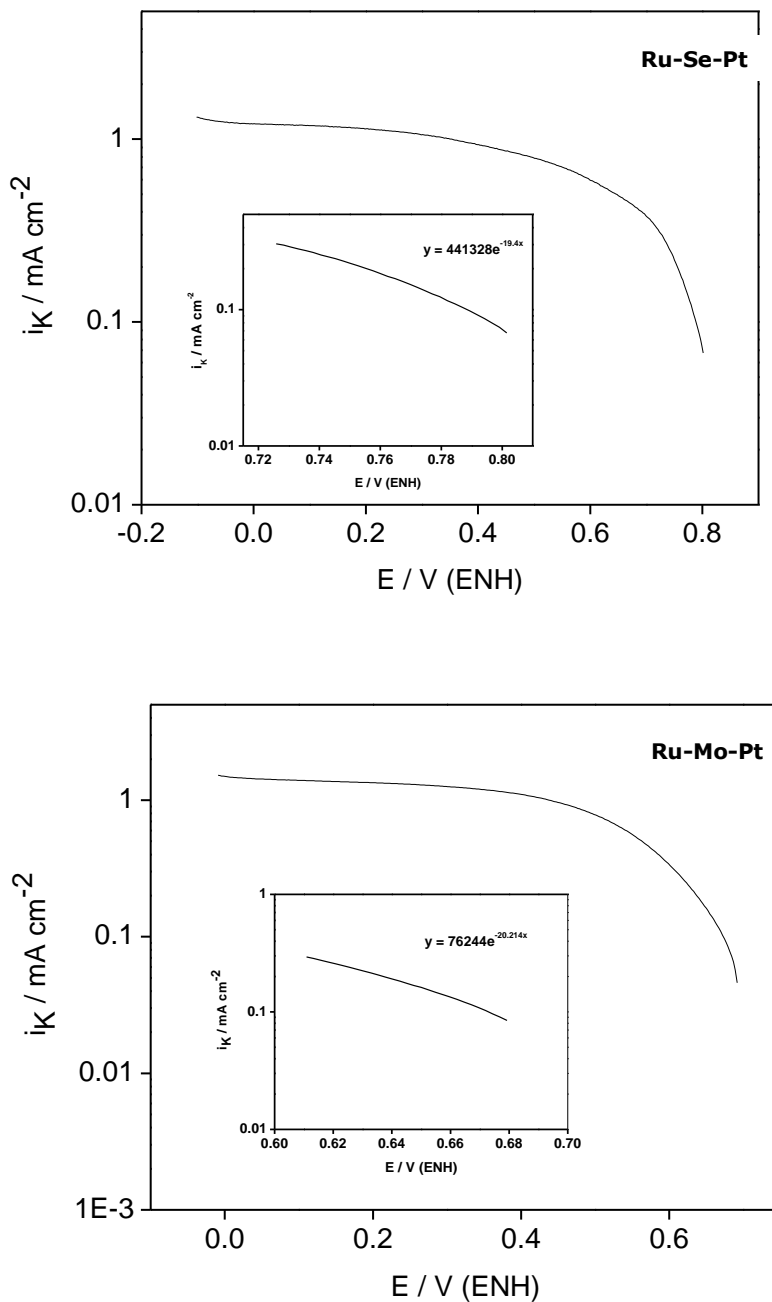 Ru-Se-Pt
1
0.1
0.01
i_K / mA cm^-2
-0.2 0.0 0.2 0.4 0.6 0.8
E / V (ENH)
y = 441328e^-19.4x
0.1
0.01
i_K / mA cm^-2
0.72 0.74 0.76 0.78 0.80
E / V (ENH)
Ru-Mo-Pt
1
0.1
0.01
1E-3
i_K / mA cm^-2
0.0 0.2 0.4 0.6
E / V (ENH)
y = 76244e^-20.214x
1
0.1
0.01
i_K / mA cm^-2
0.60 0.62 0.64 0.66 0.68 0.70
E / V (ENH)